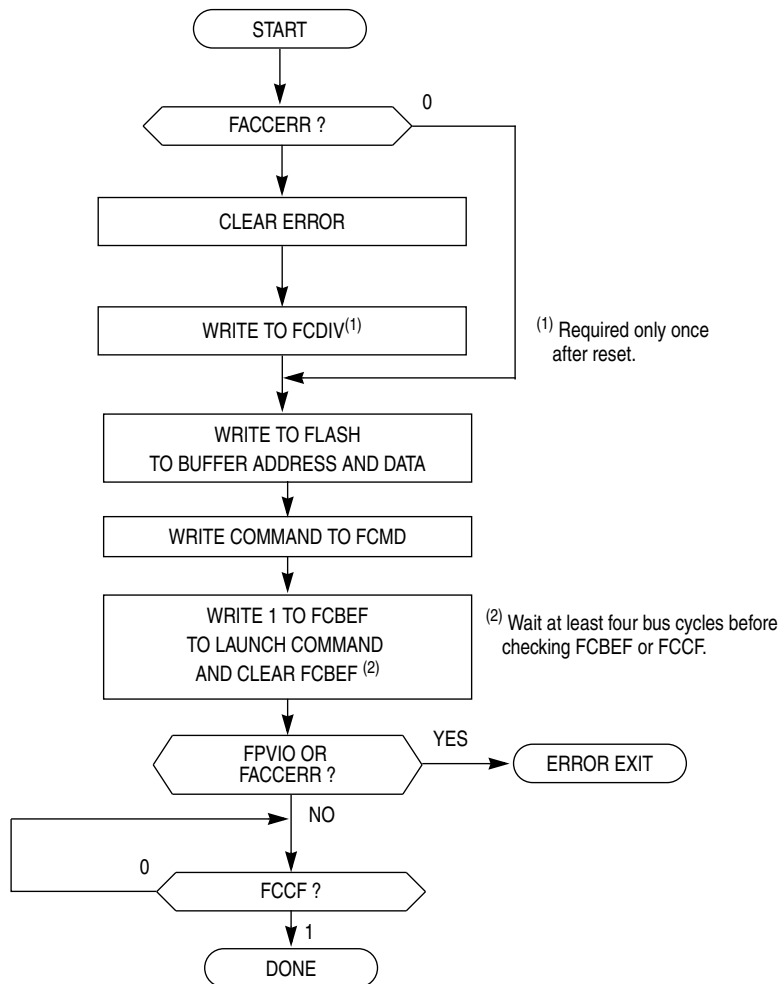 START
0
FACCERR ?
CLEAR ERROR
WRITE TO FCDIV(1)
(1) Required only once
after reset.
WRITE TO FLASH
TO BUFFER ADDRESS AND DATA
WRITE COMMAND TO FCMD
WRITE 1 TO FCBEF
TO LAUNCH COMMAND
AND CLEAR FCBEF (2)
(2) Wait at least four bus cycles before
checking FCBEF or FCCF.
FPVIO OR
FACCERR ?
YES
ERROR EXIT
NO
0
FCCF ?
1
DONE